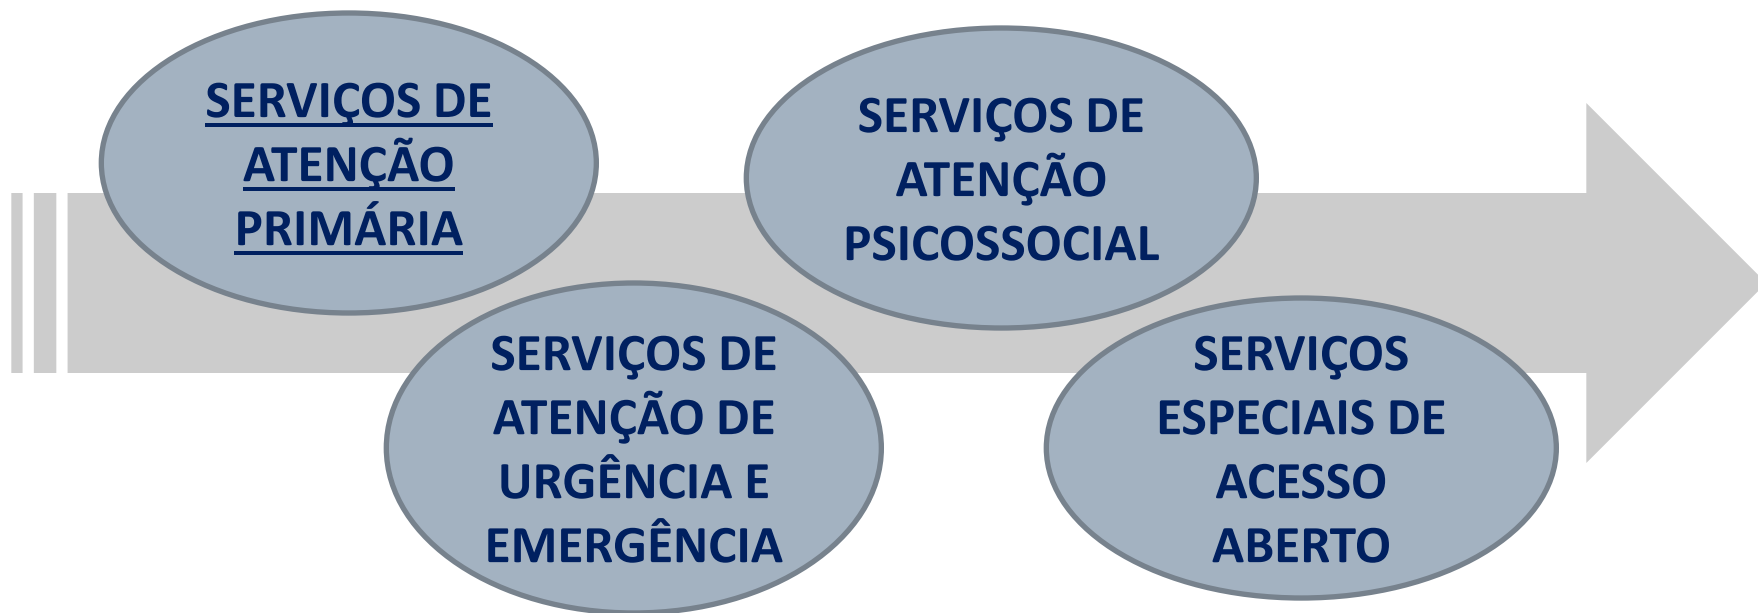 SERVIÇOS DE
ATENÇÃO
PRIMÁRIA
SERVIÇOS DE
ATENÇÃO DE
URGÊNCIA E
EMERGÊNCIA
SERVIÇOS DE
ATENÇÃO
PSICOSSOCIAL
SERVIÇOS
ESPECIAIS DE
ACESSO
ABERTO